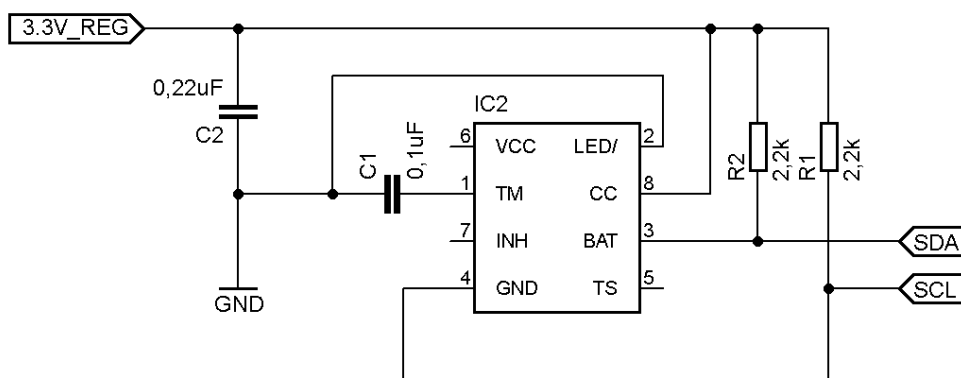 3.3V_REG
0,22uF
C2
GND
C1
0,1uF
IC2
6
VCC
LED/
2
1
TM
CC
8
7
INH
BAT
3
4
GND
TS
5
R2
2,2k
R1
2,2k
SDA
SCL